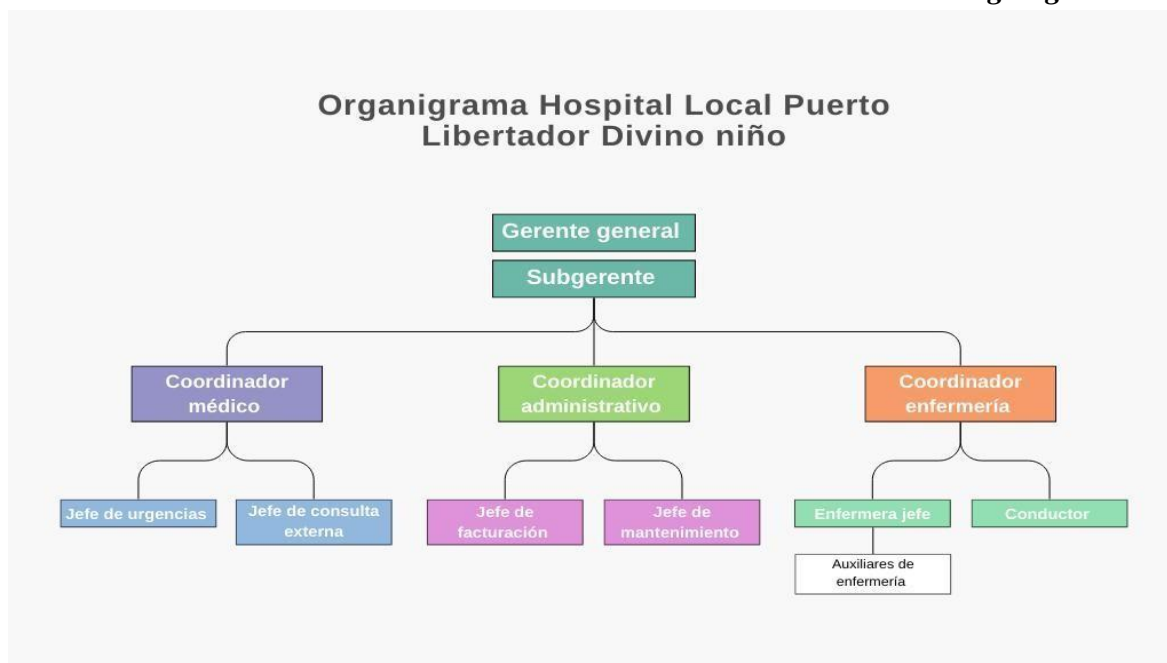 Organigrama Hospital Local Puerto
Libertador Divino niño
Gerente general
Subgerente
Coordinador
médico
Coordinador
administrativo
Coordinador
enfermería
Jefe de urgencias
Jefe de consulta
externa
Jefe de
facturación
Jefe de
mantenimiento
Enfermera jefe
Conductor
Auxiliares de
enfermería